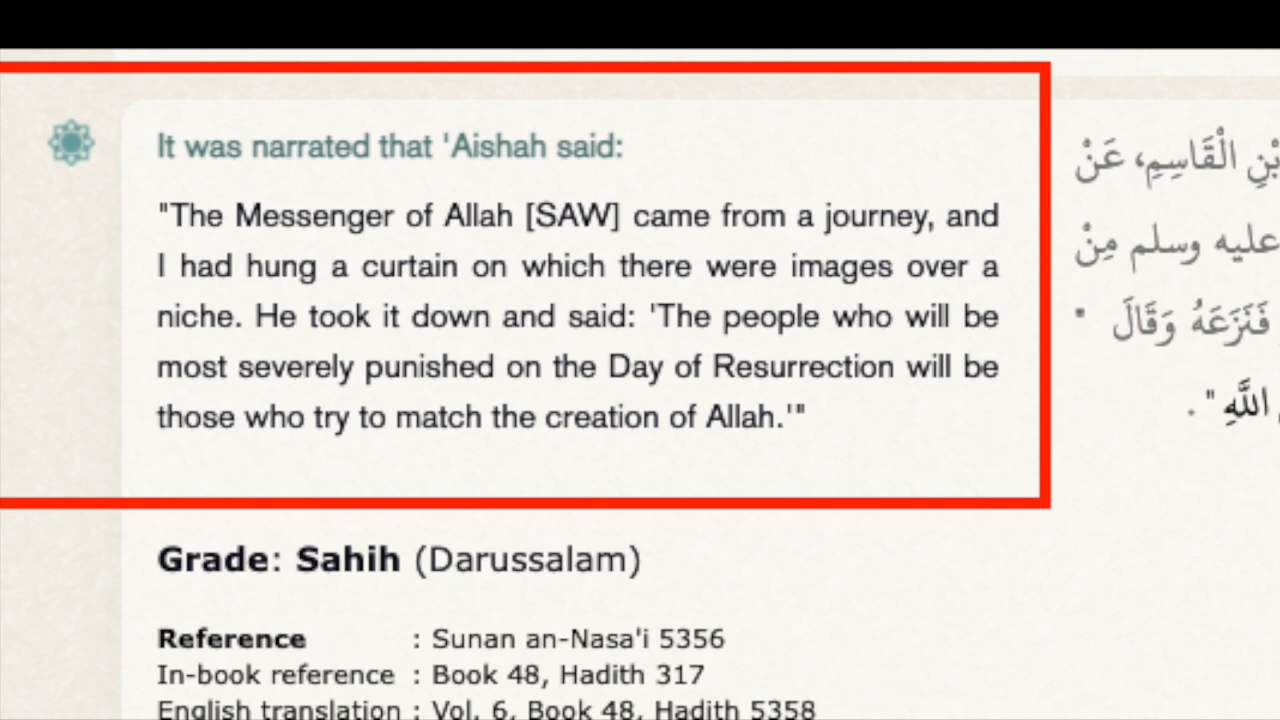 It was narrated that 'Aishah said:
"The Messenger of Allah [SAW] came from a journey, and
I had hung a curtain on which there were images over a
niche. He took it down and said: 'The people who will be
most severely punished on the Day of Resurrection will be
those who try to match the creation of Allah.'"
بْنِ الْقَاسِمِ، عَنْ
عليه وسلم مِنْ
فَنَزَعَهُ وَقَالَ "
اللَّهِ " .
Grade: Sahih (Darussalam)
Reference : Sunan an-Nasa'i 5356
In-book reference : Book 48, Hadith 317
English translation : Vol. 6, Book 48, Hadith 5358